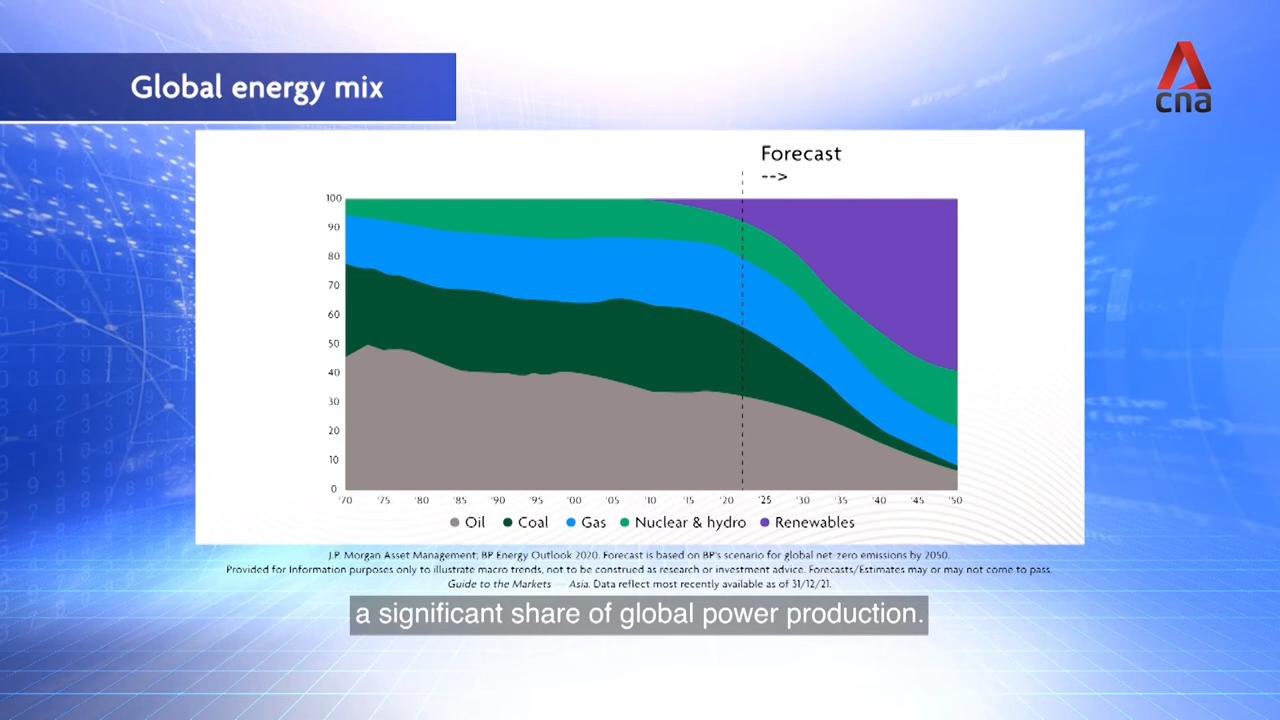 Global energy mix
cna
Forecast
-->
100
90
80
70
60
50
40
30
20
10
0
'70 '75 '80 '85 '90 '95 '00 '05 '10 '15 '20 '25 '30 '35 '40 '45 '50
Oil Coal Gas Nuclear & hydro Renewables
J.P. Morgan Asset Management; BP Energy Outlook 2020. Forecast is based on BP's scenario for global net-zero emissions by 2050.
Provided for Information purposes only to illustrate macro trends, not to be construed as research or investment advice. Forecasts/Estimates may or may not come to pass.
Guide to the Markets — Asia. Data reflect most recently available as of 31/12/21.
a significant share of global power production.